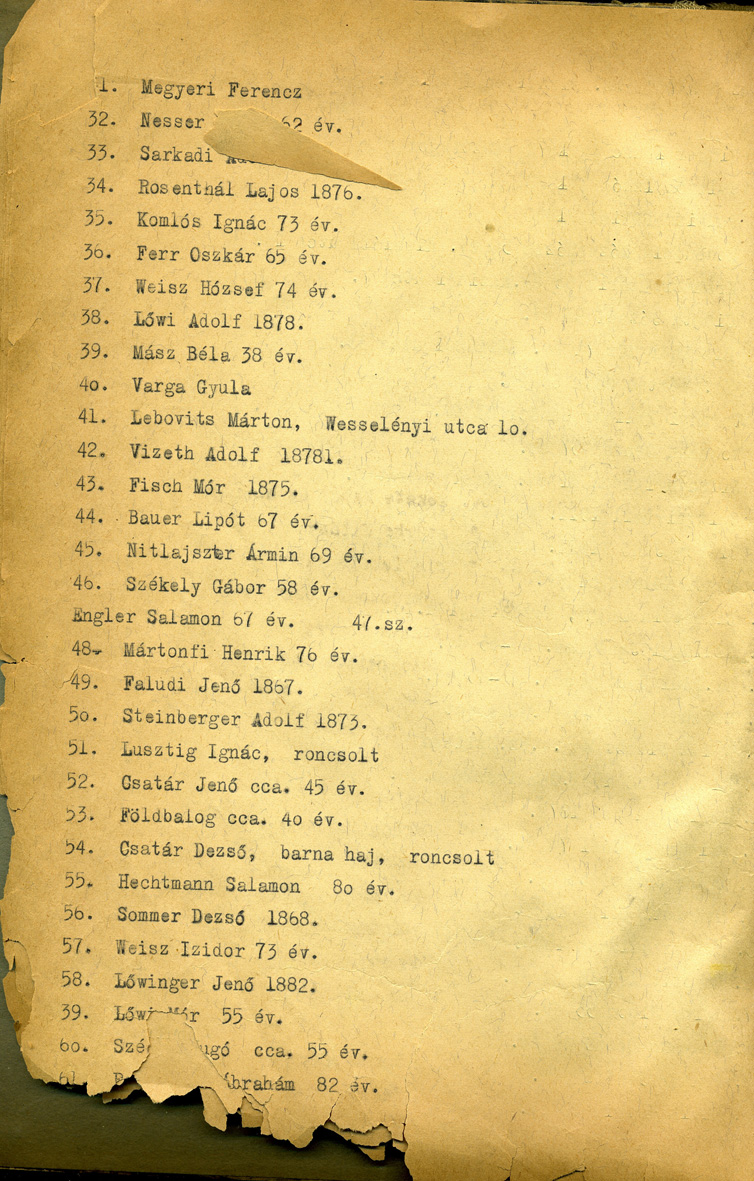 1. Megyeri Ferencz
32. Nesser 62 év.
33. Sarkadi
34. Rosenthál Lajos 1876.
35. Komlós Ignác 73 év.
36. Ferr Oszkár 65 év.
37. Weisz Hózsef 74 év.
38. Lőwi Adolf 1878.
39. Mász Béla 38 év.
4o. Varga Gyula
41. Lebovits Márton, Wesselényi utca lo.
42. Vizeth Adolf 18781.
43. Fisch Mór 1875.
44. Bauer Lipót 67 év.
45. Nitlajszter Ármin 69 év.
46. Székely Gábor 58 év.
Engler Salamon 67 év. 47.sz.
48. Mártonfi Henrik 76 év.
49. Faludi Jenő 1867.
5o. Steinberger Adolf 1873.
51. Lusztig Ignác, roncsolt
52. Csatár Jenő cca. 45 év.
53. Földbalog cca. 4o év.
54. Csatár Dezső, barna haj, roncsolt
55. Hechtmann Salamon 8o év.
56. Sommer Dezső 1868.
57. Weisz Izidor 73 év.
58. Lőwinger Jenő 1882.
39. Lőwi Mór 55 év.
6o. cca. 55 év.
61. Ábrahám 82 év.